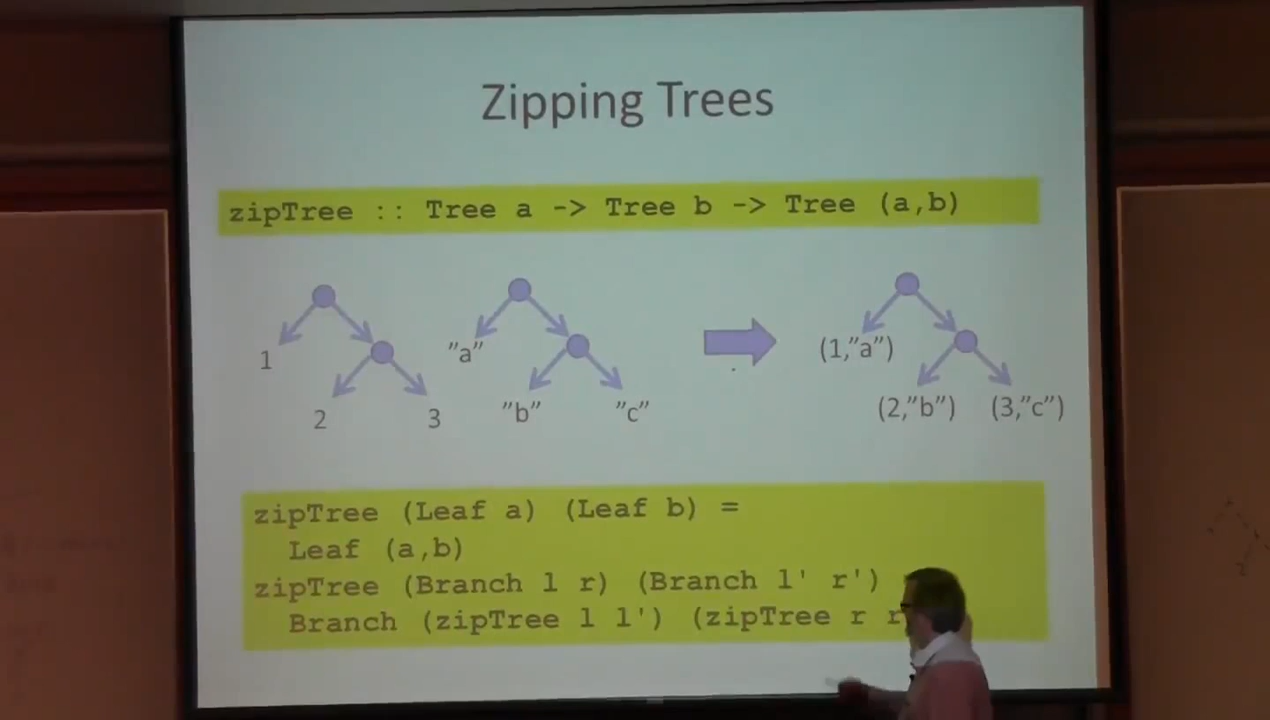 Zipping Trees
zipTree :: Tree a -> Tree b -> Tree (a,b)
1
2
3
”a”
”b”
”c”
(1,”a”)
(2,”b”)
(3,”c”)
zipTree (Leaf a) (Leaf b) =
Leaf (a,b)
zipTree (Branch l r) (Branch l' r')
Branch (zipTree l l') (zipTree r r